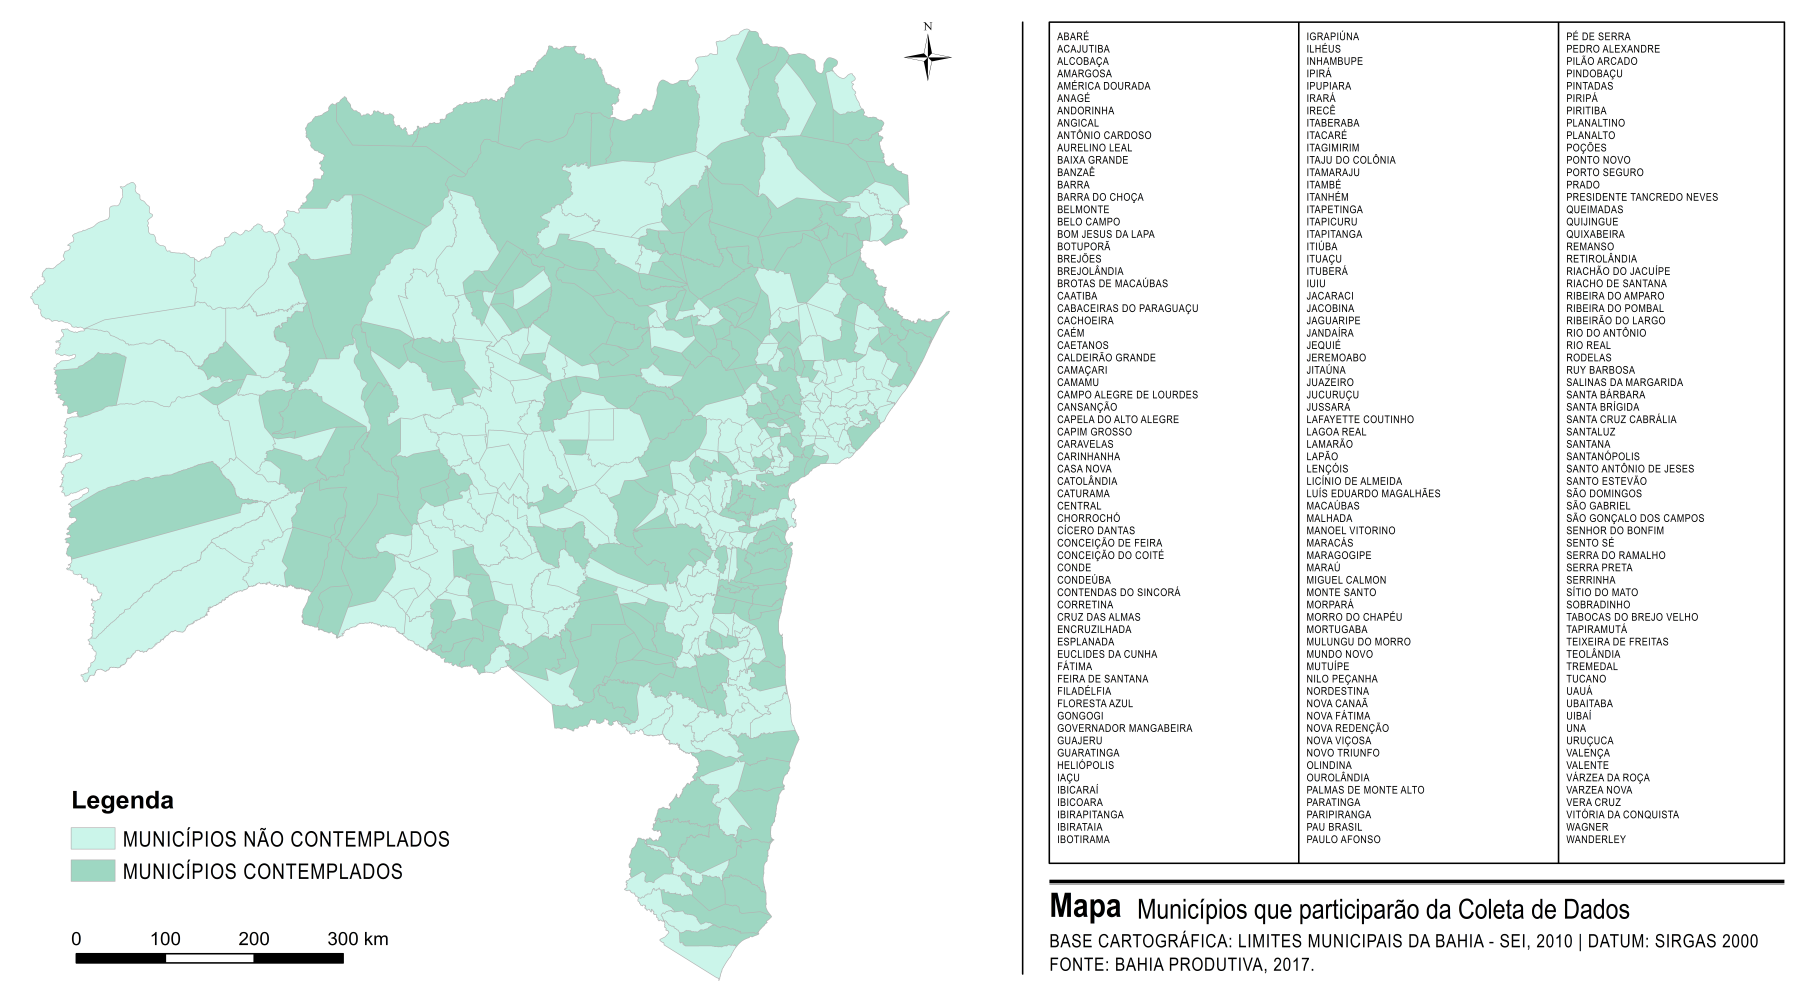 N
Legenda
MUNICÍPIOS NÃO CONTEMPLADOS
MUNICÍPIOS CONTEMPLADOS
0 100 200 300 km
ABARÉ
ACAJUTIBA
ALCOBAÇA
AMARGOSA
AMÉRICA DOURADA
ANAGÉ
ANDORINHA
ANGICAL
ANTÔNIO CARDOSO
AURELINO LEAL
BAIXA GRANDE
BANZAÊ
BARRA
BARRA DO CHOÇA
BELMONTE
BELO CAMPO
BOM JESUS DA LAPA
BOTUPORÃ
BREJÕES
BREJOLÂNDIA
BROTAS DE MACAÚBAS
CAATIBA
CABACEIRAS DO PARAGUAÇU
CACHOEIRA
CAÉM
CAETANOS
CALDEIRÃO GRANDE
CAMAÇARI
CAMAMU
CAMPO ALEGRE DE LOURDES
CANSANÇÃO
CAPELA DO ALTO ALEGRE
CAPIM GROSSO
CARAVELAS
CARINHANHA
CASA NOVA
CATOLÂNDIA
CATURAMA
CENTRAL
CHORROCHÓ
CÍCERO DANTAS
CONCEIÇÃO DE FEIRA
CONCEIÇÃO DO COITÉ
CONDE
CONDEÚBA
CONTENDAS DO SINCORÁ
CORRETINA
CRUZ DAS ALMAS
ENCRUZILHADA
ESPLANADA
EUCLIDES DA CUNHA
FÁTIMA
FEIRA DE SANTANA
FILADÉLFIA
FLORESTA AZUL
GONGOGI
GOVERNADOR MANGABEIRA
GUAJERU
GUARATINGA
HELIÓPOLIS
IAÇU
IBICARAÍ
IBICOARA
IBIRAPITANGA
IBIRATAIA
IBOTIRAMA
IGRAPIÚNA
ILHÉUS
INHAMBUPE
IPIRÁ
IPUPIARA
IRARÁ
IRECÊ
ITABERABA
ITACARÉ
ITAGIMIRIM
ITAJU DO COLÔNIA
ITAMARAJU
ITAMBÉ
ITANHÉM
ITAPETINGA
ITAPICURU
ITAPITANGA
ITIÚBA
ITUAÇU
ITUBERÁ
IUIU
JACARACI
JACOBINA
JAGUARIPE
JANDAÍRA
JEQUIÉ
JEREMOABO
JITAÚNA
JUAZEIRO
JUCURUÇU
JUSSARA
LAFAYETTE COUTINHO
LAGOA REAL
LAMARÃO
LAPÃO
LENÇÓIS
LICÍNIO DE ALMEIDA
LUÍS EDUARDO MAGALHÃES
MACAÚBAS
MALHADA
MANOEL VITORINO
MARACÁS
MARAGOGIPE
MARAÚ
MIGUEL CALMON
MONTE SANTO
MORPARÁ
MORRO DO CHAPÉU
MORTUGABA
MULUNGU DO MORRO
MUNDO NOVO
MUTUÍPE
NILO PEÇANHA
NORDESTINA
NOVA CANAÃ
NOVA FÁTIMA
NOVA REDENÇÃO
NOVA VIÇOSA
NOVO TRIUNFO
OLINDINA
OUROLÂNDIA
PALMAS DE MONTE ALTO
PARATINGA
PARIPIRANGA
PAU BRASIL
PAULO AFONSO
PÉ DE SERRA
PEDRO ALEXANDRE
PILÃO ARCADO
PINDOBAÇU
PINTADAS
PIRIPÁ
PIRITIBA
PLANALTINO
PLANALTO
POÇÕES
PONTO NOVO
PORTO SEGURO
PRADO
PRESIDENTE TANCREDO NEVES
QUEIMADAS
QUIJINGUE
QUIXABEIRA
REMANSO
RETIROLÂNDIA
RIACHÃO DO JACUÍPE
RIACHO DE SANTANA
RIBEIRA DO AMPARO
RIBEIRA DO POMBAL
RIBEIRÃO DO LARGO
RIO DO ANTÔNIO
RIO REAL
RODELAS
RUY BARBOSA
SALINAS DA MARGARIDA
SANTA BÁRBARA
SANTA BRÍGIDA
SANTA CRUZ CABRÁLIA
SANTALUZ
SANTANA
SANTANÓPOLIS
SANTO ANTÔNIO DE JESES
SANTO ESTEVÃO
SÃO DOMINGOS
SÃO GABRIEL
SÃO GONÇALO DOS CAMPOS
SENHOR DO BONFIM
SENTO SÉ
SERRA DO RAMALHO
SERRA PRETA
SERRINHA
SÍTIO DO MATO
SOBRADINHO
TABOCAS DO BREJO VELHO
TAPIRAMUTÁ
TEIXEIRA DE FREITAS
TEOLÂNDIA
TREMEDAL
TUCANO
UAUÁ
UBAITABA
UIBAÍ
UNA
URUÇUCA
VALENÇA
VALENTE
VÁRZEA DA ROÇA
VARZEA NOVA
VERA CRUZ
VITÓRIA DA CONQUISTA
WAGNER
WANDERLEY
Mapa Municípios que participarão da Coleta de Dados
BASE CARTOGRÁFICA: LIMITES MUNICIPAIS DA BAHIA - SEI, 2010 | DATUM: SIRGAS 2000
FONTE: BAHIA PRODUTIVA, 2017.